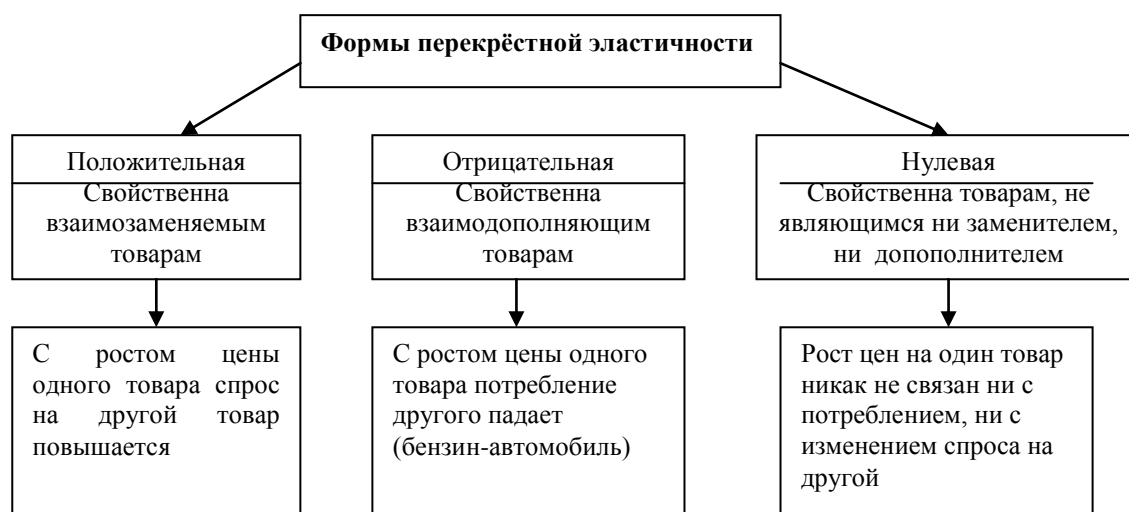 Формы перекрёстной эластичности
Положительная
Свойственна
взаимозаменяемым
товарам
Отрицательная
Свойственна
взаимодополняющим
товарам
Нулевая
Свойственна товарам, не
являющимся ни заменителем,
ни допополнителем
С ростом цены
одного товара спрос
на другой товар
повышается
С ростом цены одного
товара потребление
другого падает
(бензин-автомобиль)
Рост цен на один товар
никак не связан ни с
потреблением, ни с
изменением спроса на
другой